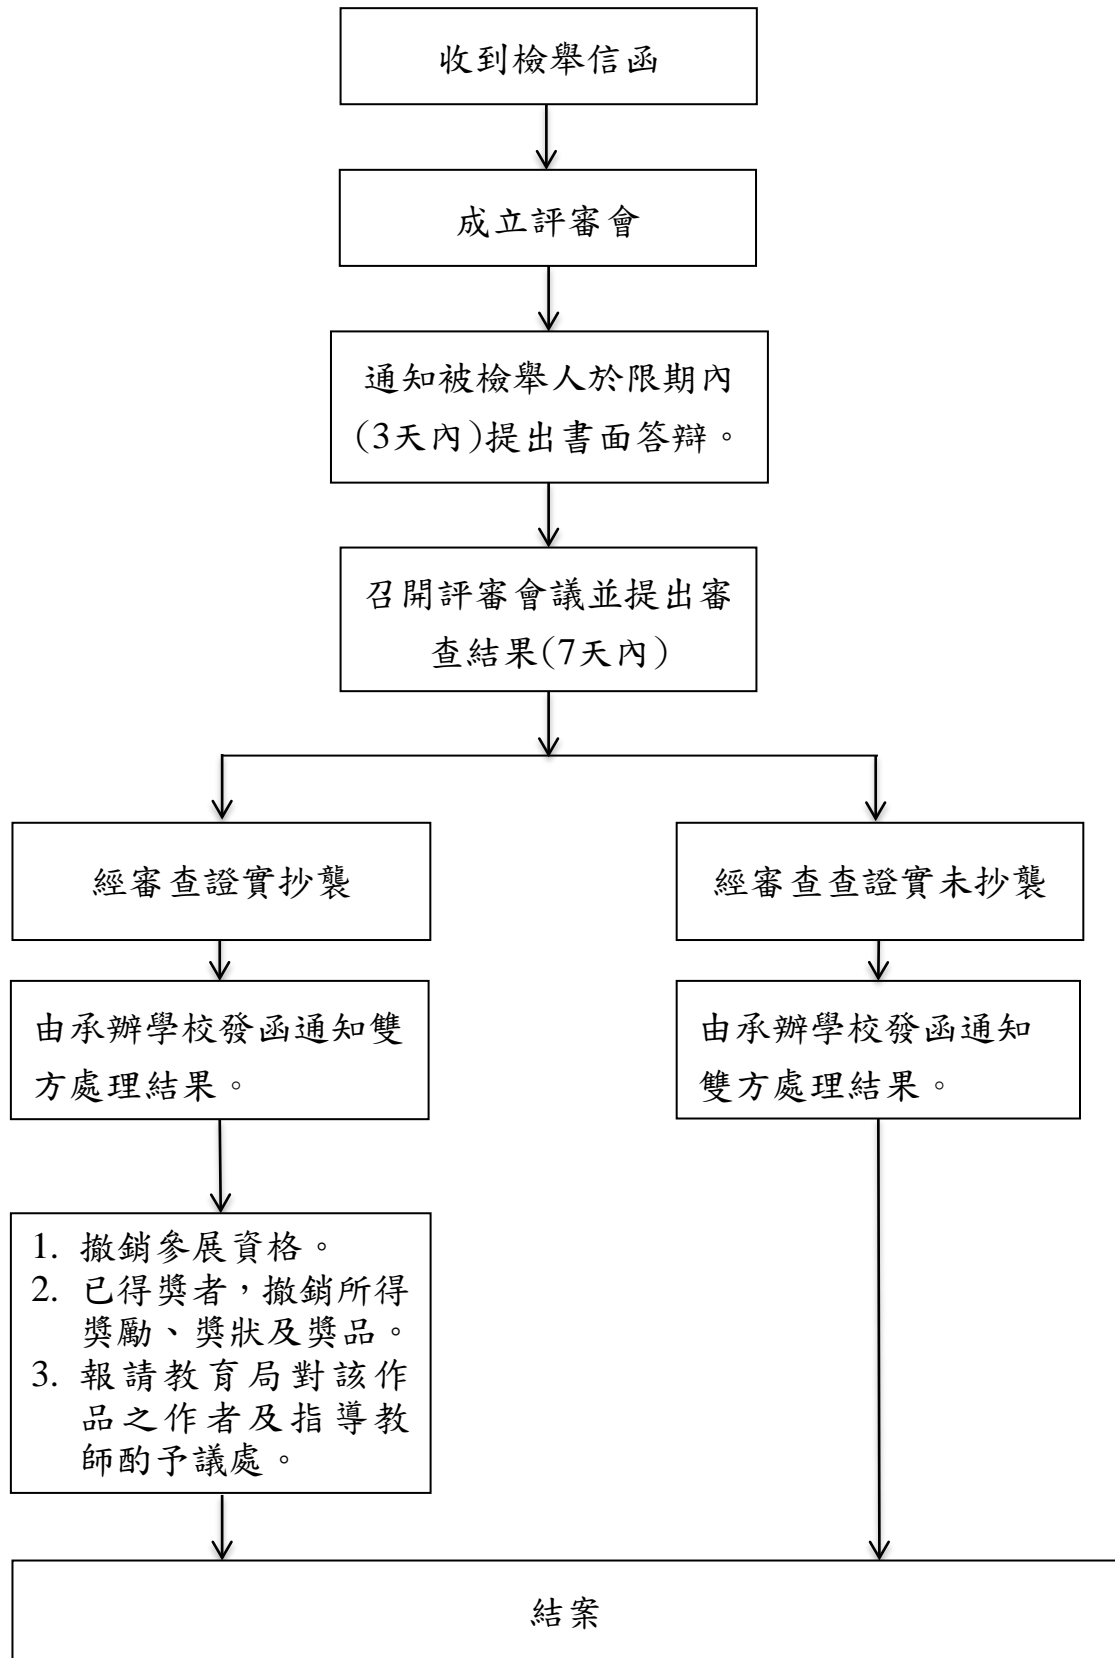 收到檢舉信函
成立評審會
通知被檢舉人於限期內
(3天內)提出書面答辯。
召開評審會議並提出審
查結果(7天內)
經審查證實抄襲
經審查查證實未抄襲
由承辦學校發函通知雙
方處理結果。
由承辦學校發函通知
雙方處理結果。
1. 撤銷參展資格。
2. 已得獎者，撤銷所得
獎勵、獎狀及獎品。
3. 報請教育局對該作
品之作者及指導教
師酌予議處。
結案